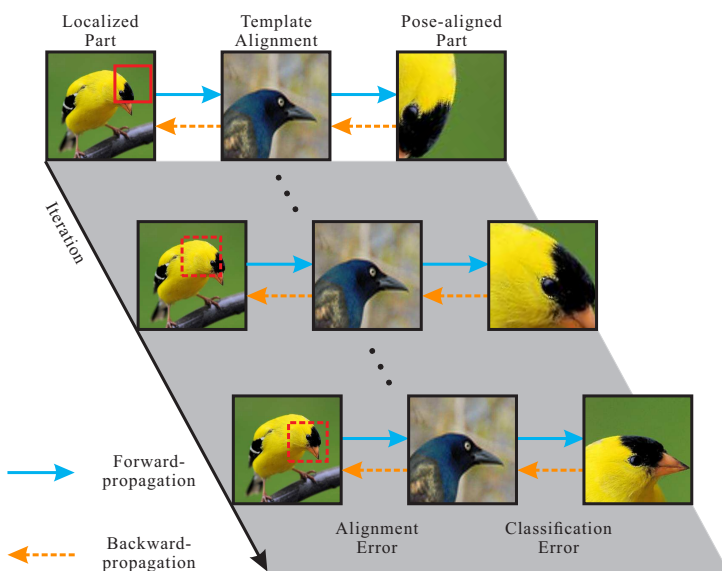 Localized
Part
Template
Alignment
Pose-aligned
Part
Iteration
Forward-
propagation
Backward-
propagation
Alignment
Error
Classification
Error